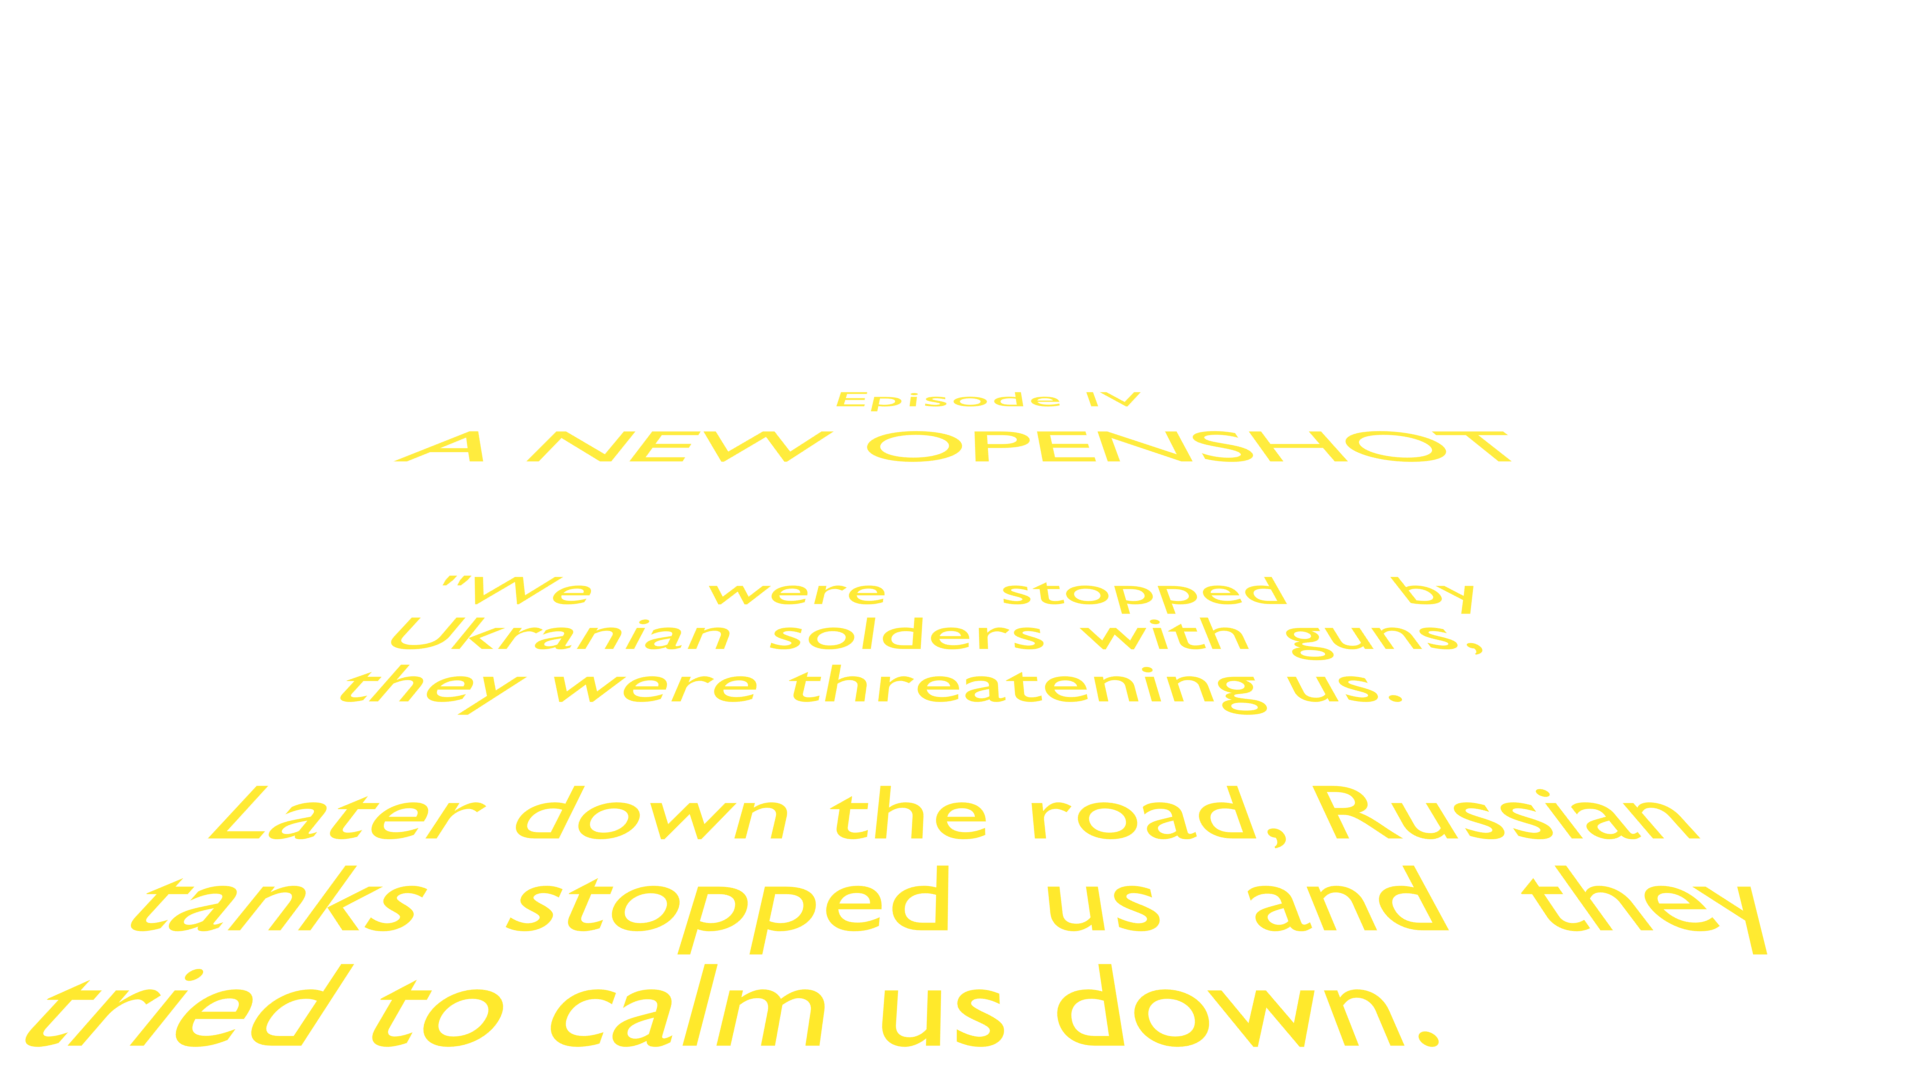 Episode IV
A NEW OPENSHOT
"We were stopped by
Ukranian solders with guns,
they were threatening us.
Later down the road, Russian
tanks stopped us and they
tried to calm us down.